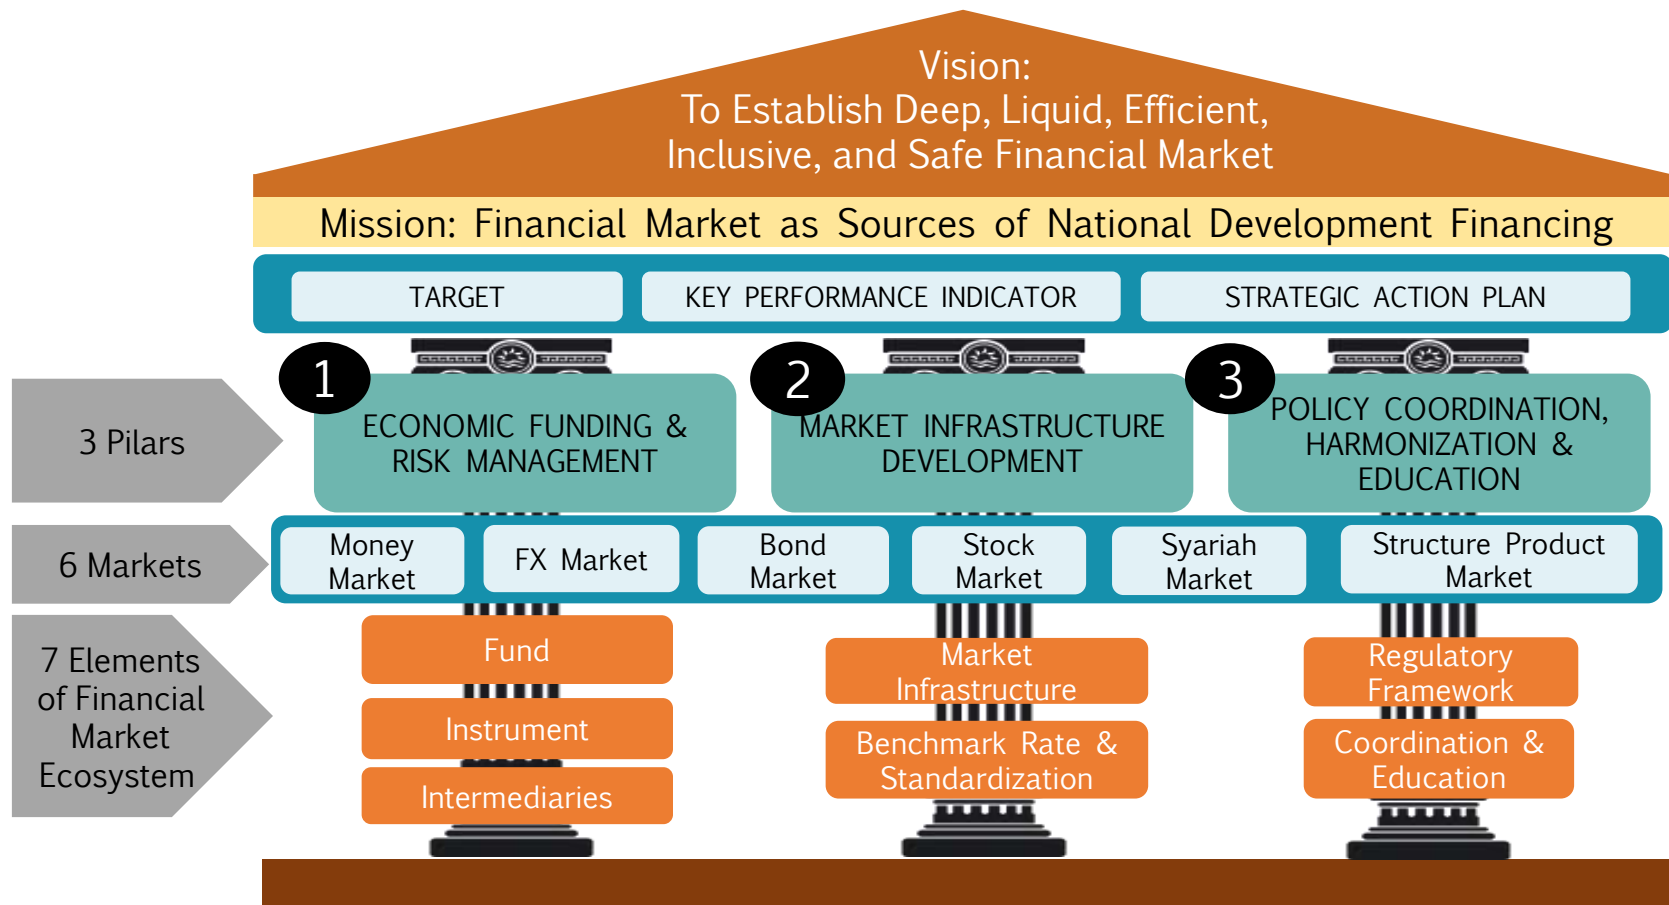 Vision:
To Establish Deep, Liquid, Efficient,
Inclusive, and Safe Financial Market
Mission: Financial Market as Sources of National Development Financing
TARGET
KEY PERFORMANCE INDICATOR
STRATEGIC ACTION PLAN
3 Pilars
1
ECONOMIC FUNDING &
RISK MANAGEMENT
2
MARKET INFRASTRUCTURE
DEVELOPMENT
3
POLICY COORDINATION,
HARMONIZATION &
EDUCATION
6 Markets
Money
Market
FX Market
Bond
Market
Stock
Market
Syariah
Market
Structure Product
Market
7 Elements
of Financial
Market
Ecosystem
Fund
Instrument
Intermediaries
Market
Infrastructure
Benchmark Rate &
Standardization
Regulatory
Framework
Coordination &
Education